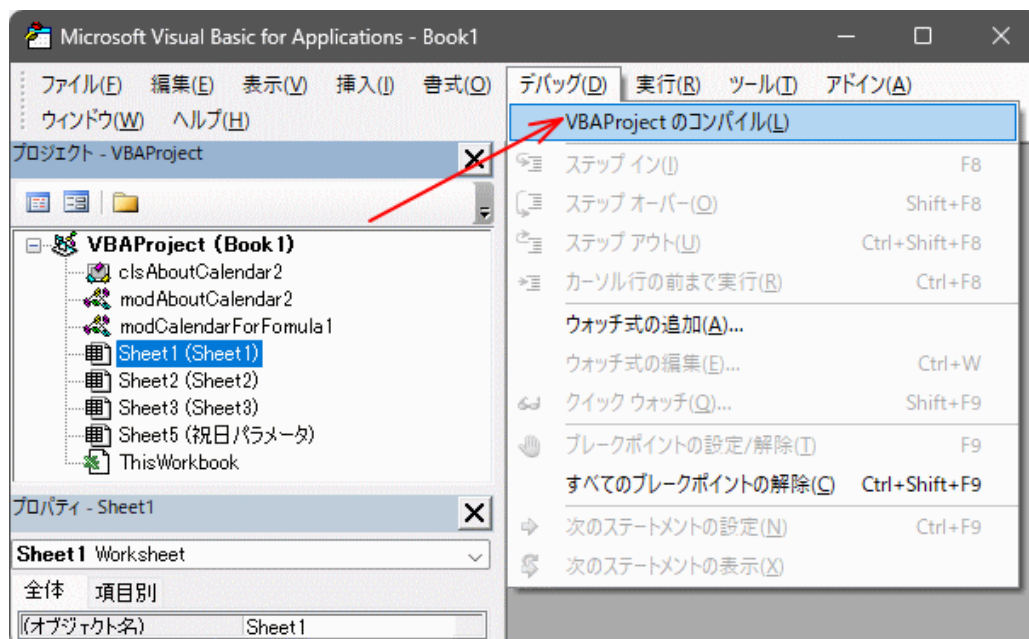 Microsoft Visual Basic for Applications - Book1
ファイル(F) 編集(E) 表示(V) 挿入(I) 書式(O) デバッグ(D) 実行(R) ツール(T) アドイン(A)
ウィンドウ(W) ヘルプ(H)
プロジェクト - VBAProject
VBAProject (Book1)
clsAboutCalendar2
modAboutCalendar2
modCalendarForFomula1
Sheet1 (Sheet1)
Sheet2 (Sheet2)
Sheet3 (Sheet3)
Sheet5 (祝日パラメータ)
ThisWorkbook
プロパティ - Sheet1
Sheet1 Worksheet
全体 項目別
(オブジェクト名) Sheet1
VBAProject のコンパイル(L)
ステップ イン(I) F8
ステップ オーバー(O) Shift+F8
ステップ アウト(U) Ctrl+Shift+F8
カーソル行の前まで実行(R) Ctrl+F8
ウォッチ式の追加(A)...
ウォッチ式の編集(E)... Ctrl+W
クイック ウォッチ(Q)... Shift+F9
ブレークポイントの設定/解除(T) F9
すべてのブレークポイントの解除(C) Ctrl+Shift+F9
次のステートメントの設定(N) Ctrl+F9
次のステートメントの表示(X)